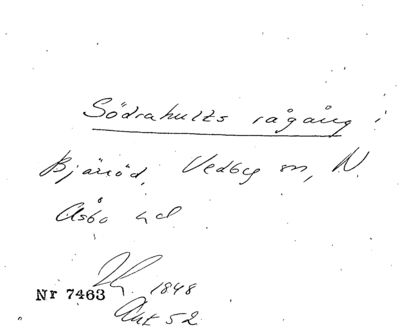 Södrahults rågång i
Bjärröd, Vedby sn, N.
Åsbo hd
1848
Nr 7463
Akt 52